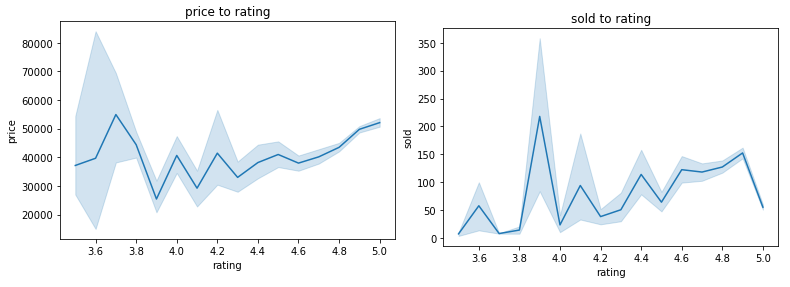 price to rating
80000
70000
60000
50000
40000
30000
20000
price
3.6 3.8 4.0 4.2 4.4 4.6 4.8 5.0
rating
sold to rating
350
300
250
200
150
100
50
0
sold
3.6 3.8 4.0 4.2 4.4 4.6 4.8 5.0
rating